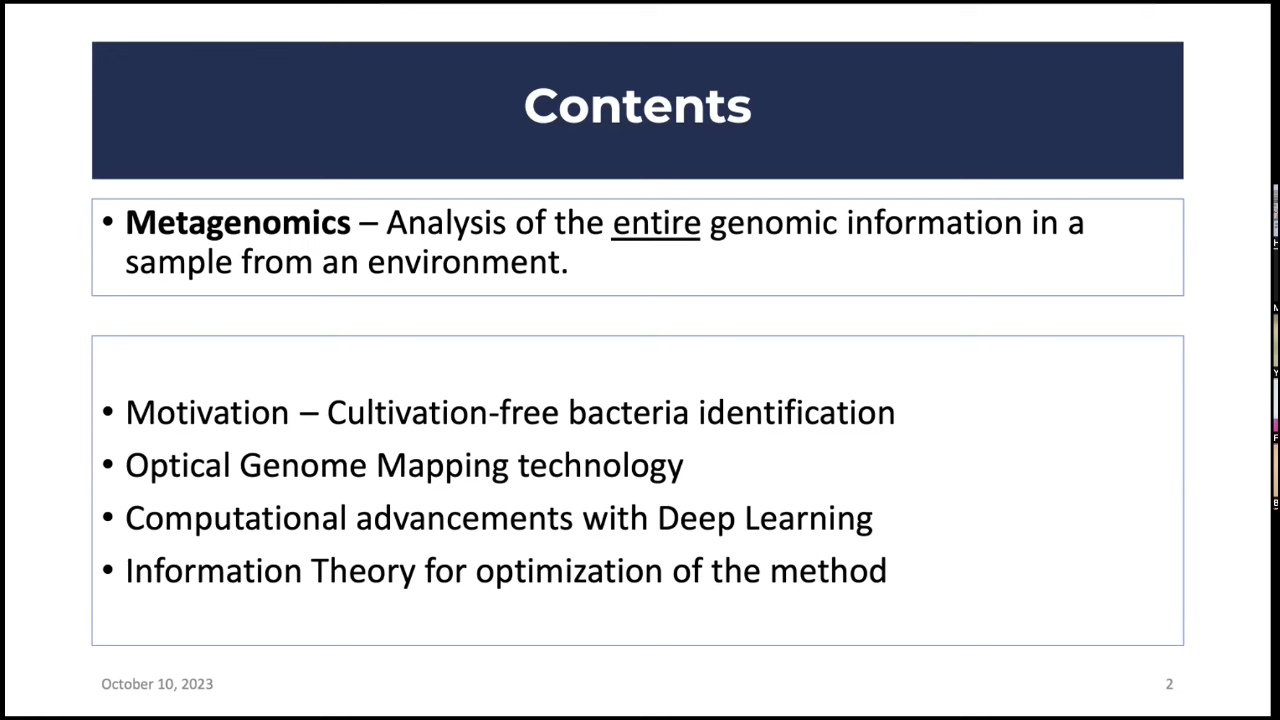 Contents
• Metagenomics – Analysis of the entire genomic information in a
sample from an environment.
• Motivation – Cultivation-free bacteria identification
• Optical Genome Mapping technology
• Computational advancements with Deep Learning
• Information Theory for optimization of the method
October 10, 2023
2